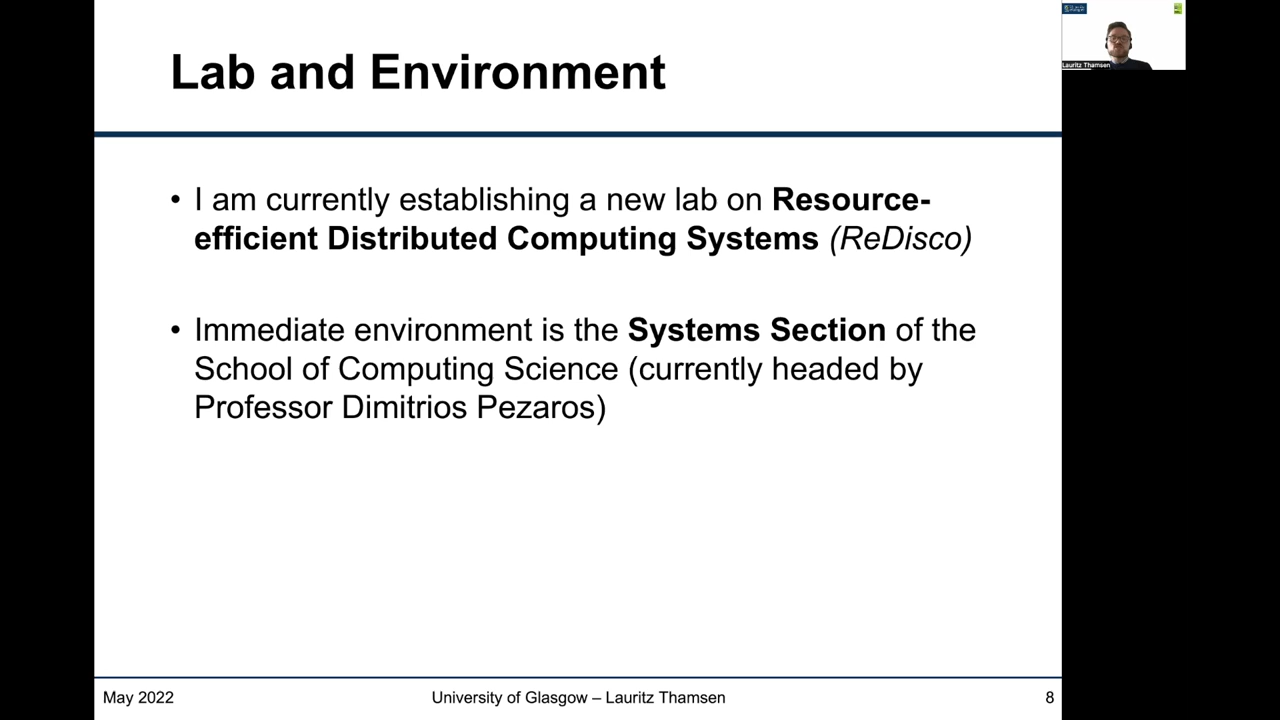 Lab and Environment
Lauritz Thamsen
• I am currently establishing a new lab on Resource-
efficient Distributed Computing Systems (ReDisco)
• Immediate environment is the Systems Section of the
School of Computing Science (currently headed by
Professor Dimitrios Pezaros)
May 2022
University of Glasgow – Lauritz Thamsen
8